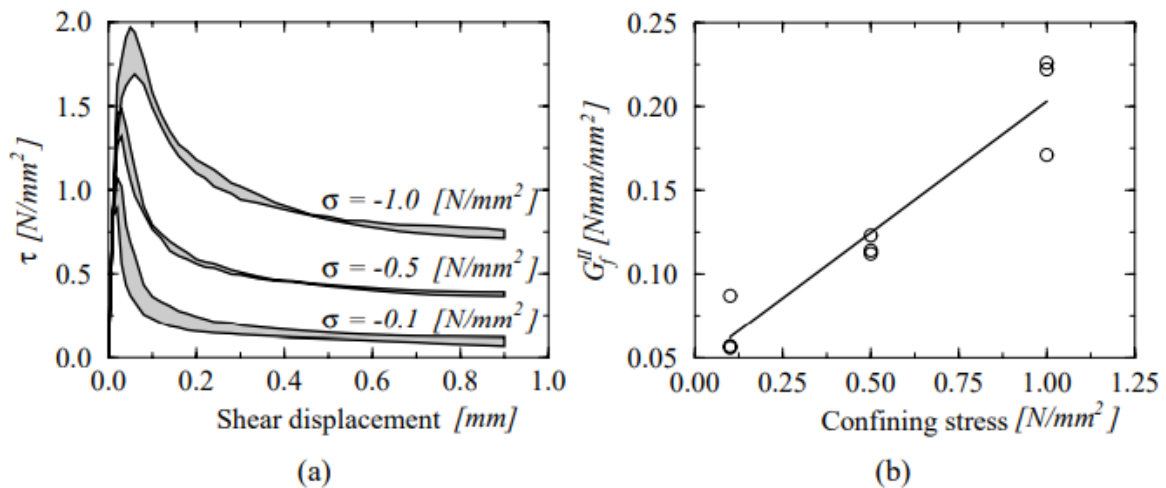 2.0
1.5
1.0
0.5
0.0
τ [N/mm²]
σ = -1.0 [N/mm²]
σ = -0.5 [N/mm²]
σ = -0.1 [N/mm²]
0.0 0.2 0.4 0.6 0.8 1.0
Shear displacement [mm]
(a)
0.25
0.20
0.15
0.10
0.05
G_f^II [Nmm/mm²]
0.00 0.25 0.50 0.75 1.00 1.25
Confining stress [N/mm²]
(b)